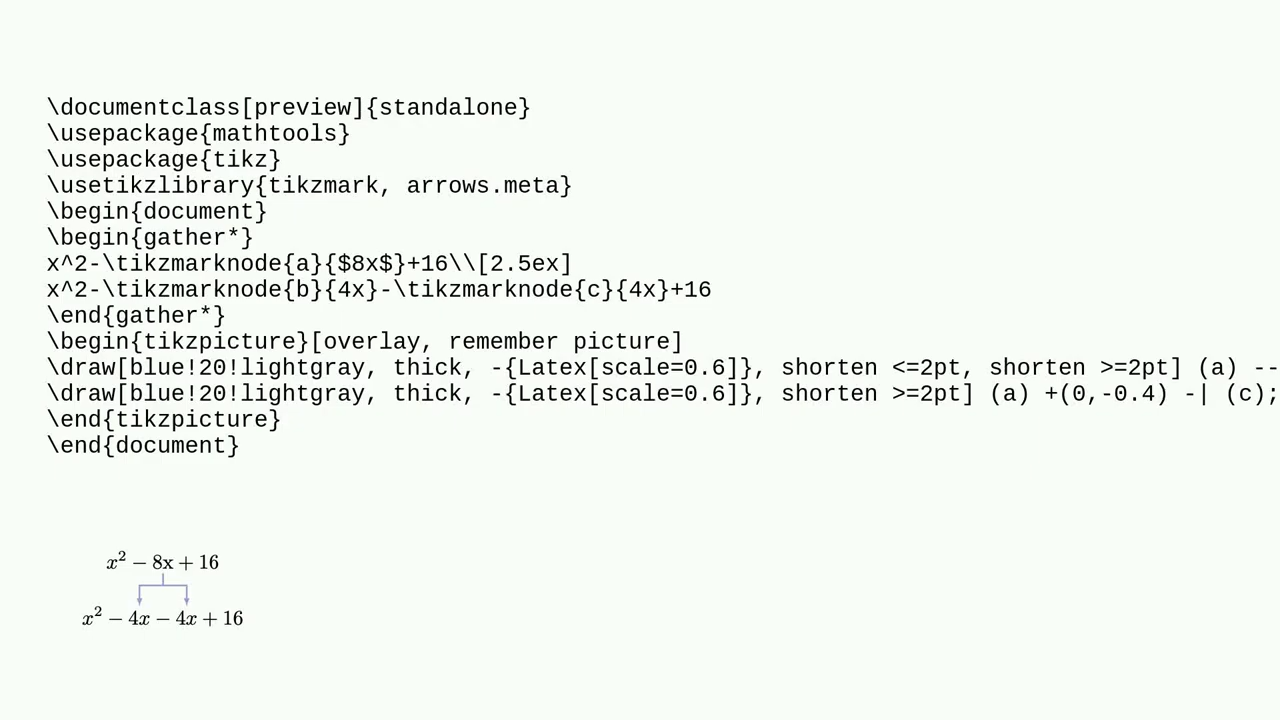 \documentclass[preview]{standalone}
\usepackage{mathtools}
\usepackage{tikz}
\usetikzlibrary{tikzmark, arrows.meta}
\begin{document}
\begin{gather*}
x^2-\tikzmarknode{a}{$8x$}+16\\[2.5ex]
x^2-\tikzmarknode{b}{4x}-\tikzmarknode{c}{4x}+16
\end{gather*}
\begin{tikzpicture}[overlay, remember picture]
\draw[blue!20!lightgray, thick, -{Latex[scale=0.6]}, shorten <=2pt, shorten >=2pt] (a) --
\draw[blue!20!lightgray, thick, -{Latex[scale=0.6]}, shorten >=2pt] (a) +(0,-0.4) -| (c);
\end{tikzpicture}
\end{document}
x² − 8x + 16
x² − 4x − 4x + 16